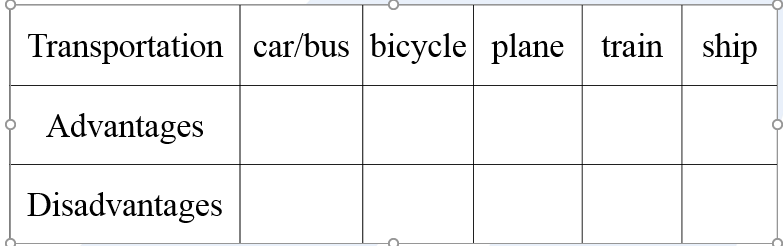 Transportation car/bus bicycle plane train ship
Advantages
Disadvantages